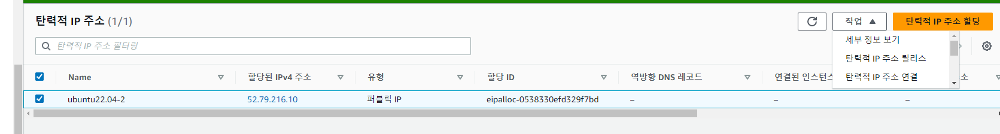 탄력적 IP 주소 (1/1)
작업
탄력적 IP 주소 할당
탄력적 IP 주소 필터링
세부 정보 보기
탄력적 IP 주소 릴리스
탄력적 IP 주소 연결
Name 할당된 IPv4 주소 유형 할당 ID 역방향 DNS 레코드 연결된 인스턴스 소
ubuntu22.04-2 52.79.216.10 퍼블릭 IP eipalloc-0538330efd329f7bd – – –